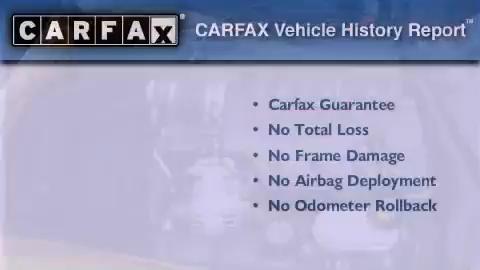 CARFAX® CARFAX Vehicle History Report™
• Carfax Guarantee
• No Total Loss
• No Frame Damage
• No Airbag Deployment
• No Odometer Rollback